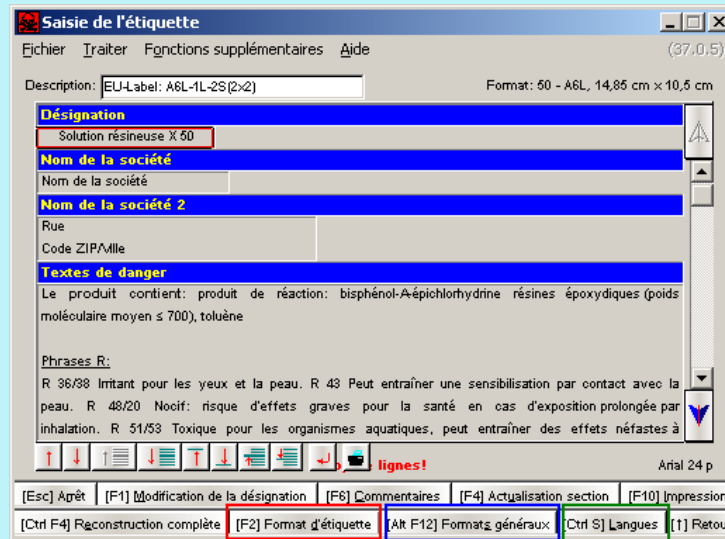 Saisie de l'étiquette
Fichier Traiter Fonctions supplémentaires Aide (37.0.5)
Description: EU-Label: A6L-1L-2S(2x2) Format: 50 - A6L, 14,85 cm x 10,5 cm
Désignation
Solution résineuse X 50
Nom de la société
Nom de la société
Nom de la société 2
Rue
Code ZIP/Ville
Textes de danger
Le produit contient: produit de réaction: bisphénol-A-épichlorhydrine résines époxydiques (poids
moléculaire moyen ≤ 700), toluène
Phrases R:
R 36/38 Irritant pour les yeux et la peau. R 43 Peut entraîner une sensibilisation par contact avec la
peau. R 48/20 Nocif: risque d'effets graves pour la santé en cas d'exposition prolongée par
inhalation. R 51/53 Toxique pour les organismes aquatiques, peut entraîner des effets néfastes à
lignes! Arial 24 p
[Esc] Arrêt [F1] Modification de la désignation [F6] Commentaires [F4] Actualisation section [F10] Impression
[Ctrl F4] Reconstruction complète [F2] Format d'étiquette [Alt F12] Formats généraux [Ctrl S] Langues [↑] Retou